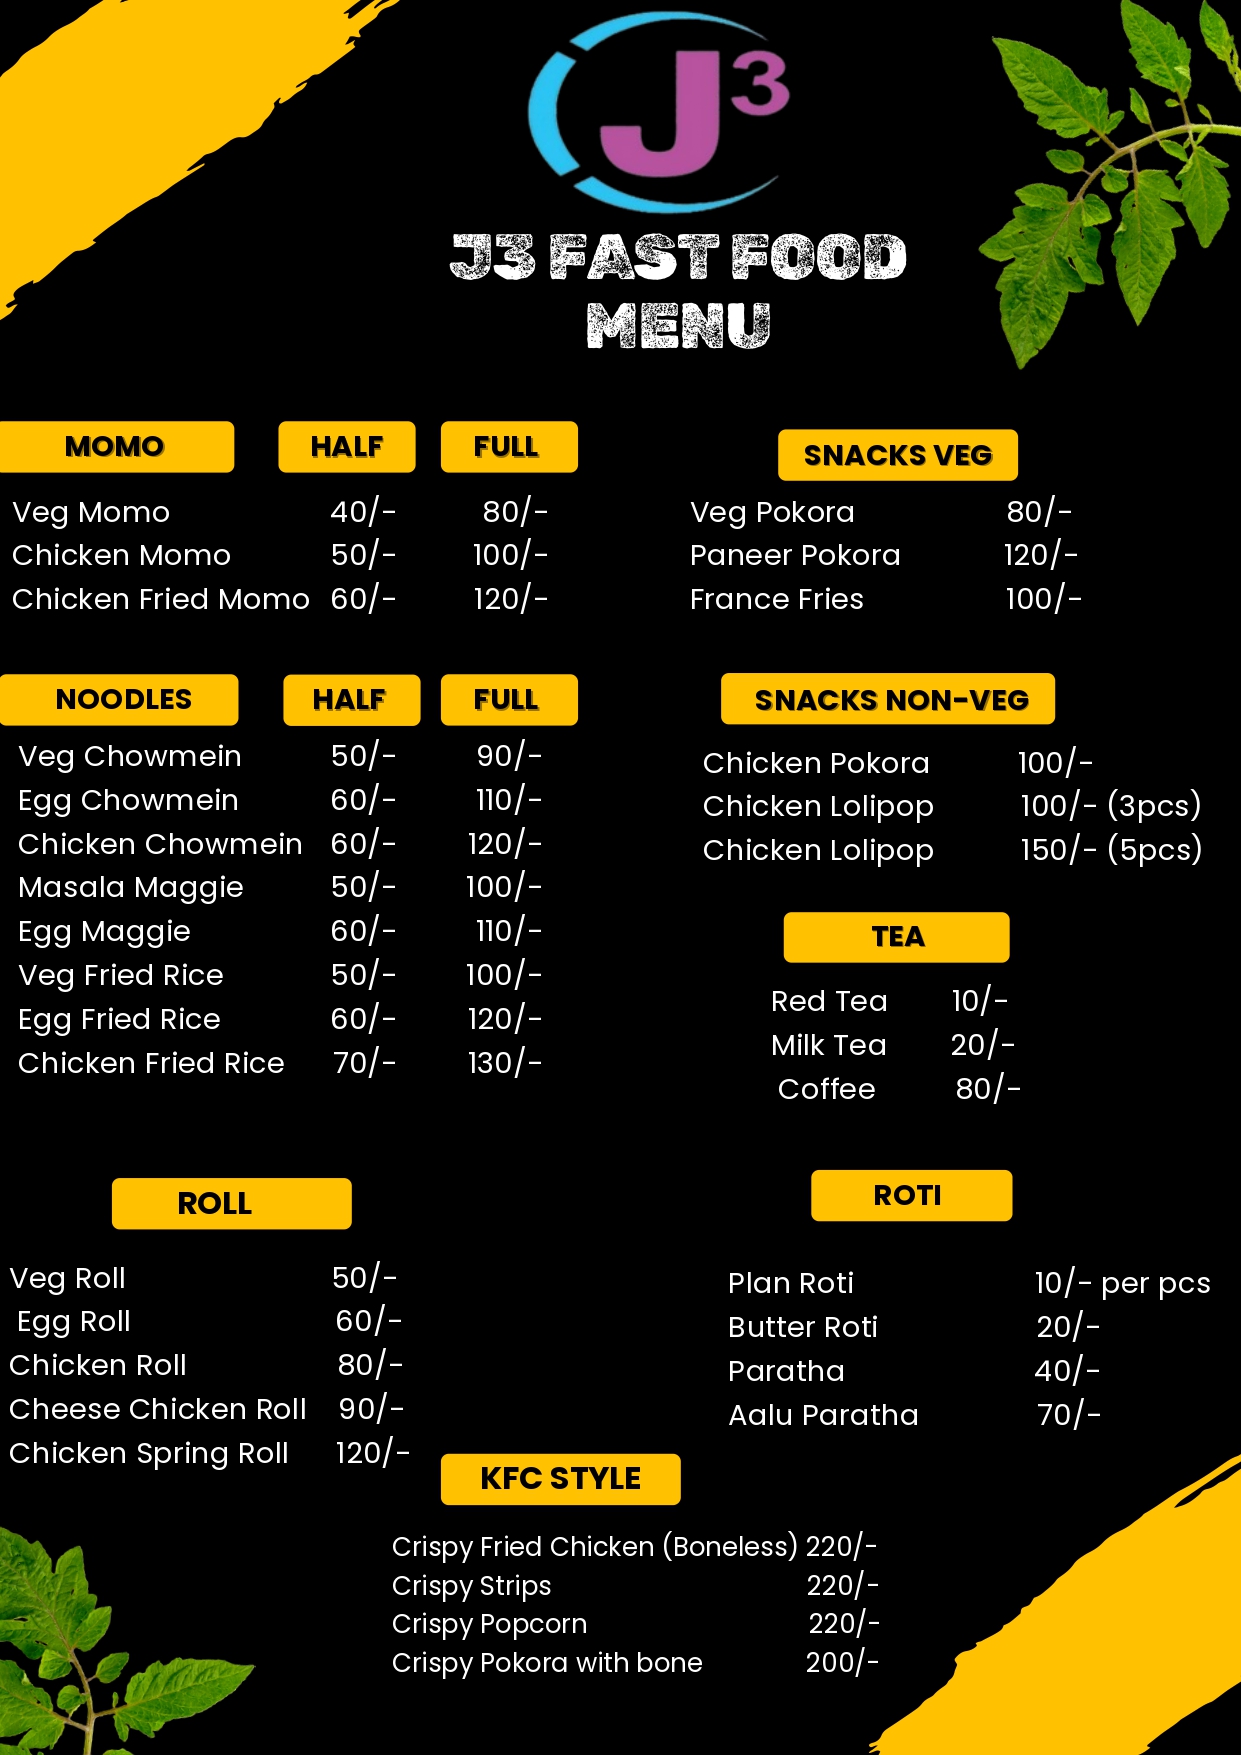 J3
J3 FAST FOOD
MENU
MOMO HALF FULL
Veg Momo 40/- 80/-
Chicken Momo 50/- 100/-
Chicken Fried Momo 60/- 120/-
NOODLES HALF FULL
Veg Chowmein 50/- 90/-
Egg Chowmein 60/- 110/-
Chicken Chowmein 60/- 120/-
Masala Maggie 50/- 100/-
Egg Maggie 60/- 110/-
Veg Fried Rice 50/- 100/-
Egg Fried Rice 60/- 120/-
Chicken Fried Rice 70/- 130/-
ROLL
Veg Roll 50/-
Egg Roll 60/-
Chicken Roll 80/-
Cheese Chicken Roll 90/-
Chicken Spring Roll 120/-
SNACKS VEG
Veg Pokora 80/-
Paneer Pokora 120/-
France Fries 100/-
SNACKS NON-VEG
Chicken Pokora 100/-
Chicken Lolipop 100/- (3pcs)
Chicken Lolipop 150/- (5pcs)
TEA
Red Tea 10/-
Milk Tea 20/-
Coffee 80/-
ROTI
Plan Roti 10/- per pcs
Butter Roti 20/-
Paratha 40/-
Aalu Paratha 70/-
KFC STYLE
Crispy Fried Chicken (Boneless) 220/-
Crispy Strips 220/-
Crispy Popcorn 220/-
Crispy Pokora with bone 200/-